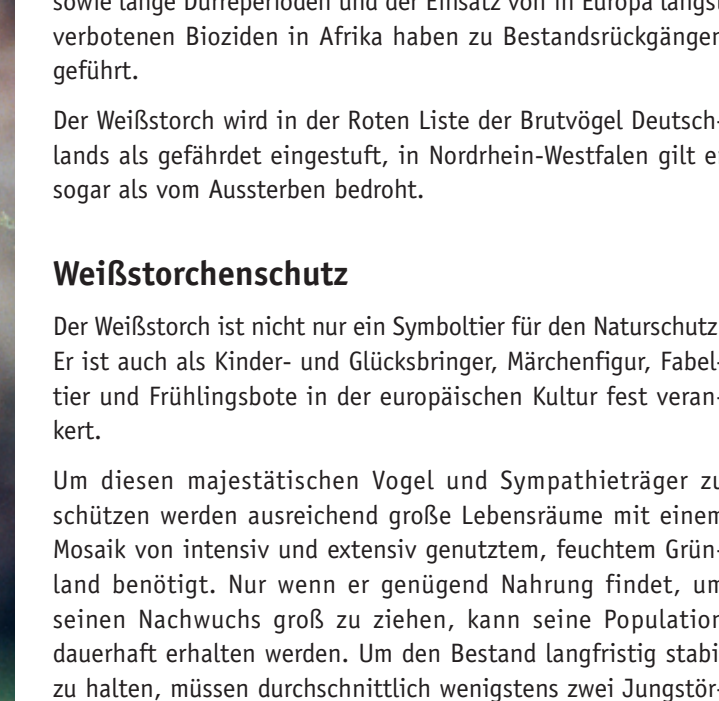 sowie lange Dürreperioden und der Einsatz von in Europa längst
verbotenen Bioziden in Afrika haben zu Bestandsrückgängen
geführt.
Der Weißstorch wird in der Roten Liste der Brutvögel Deutsch-
lands als gefährdet eingestuft, in Nordrhein-Westfalen gilt er
sogar als vom Aussterben bedroht.
Weißstorchenschutz
Der Weißstorch ist nicht nur ein Symboltier für den Naturschutz
Er ist auch als Kinder- und Glücksbringer, Märchenfigur, Fabel-
tier und Frühlingsbote in der europäischen Kultur fest veran-
kert.
Um diesen majestätischen Vogel und Sympathieträger zu
schützen werden ausreichend große Lebensräume mit einem
Mosaik von intensiv und extensiv genutztem, feuchtem Grün-
land benötigt. Nur wenn er genügend Nahrung findet, um
seinen Nachwuchs groß zu ziehen, kann seine Population
dauerhaft erhalten werden. Um den Bestand langfristig stabi
zu halten, müssen durchschnittlich wenigstens zwei Jungstör-